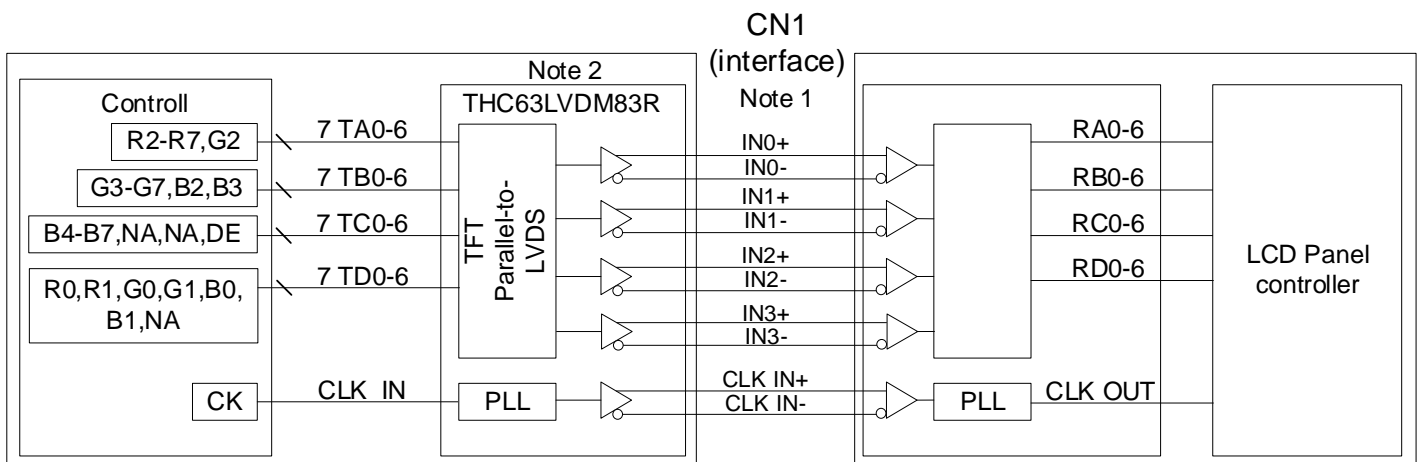 CN1
(interface)
Note 1
Note 2
THC63LVDM83R
Controll
R2-R7,G2
G3-G7,B2,B3
B4-B7,NA,NA,DE
R0,R1,G0,G1,B0,
B1,NA
CK
7 TA0-6
7 TB0-6
7 TC0-6
7 TD0-6
CLK IN
TFT
Parallel-to-
LVDS
PLL
IN0+
IN0-
IN1+
IN1-
IN2+
IN2-
IN3+
IN3-
CLK IN+
CLK IN-
PLL
RA0-6
RB0-6
RC0-6
RD0-6
CLK OUT
LCD Panel
controller